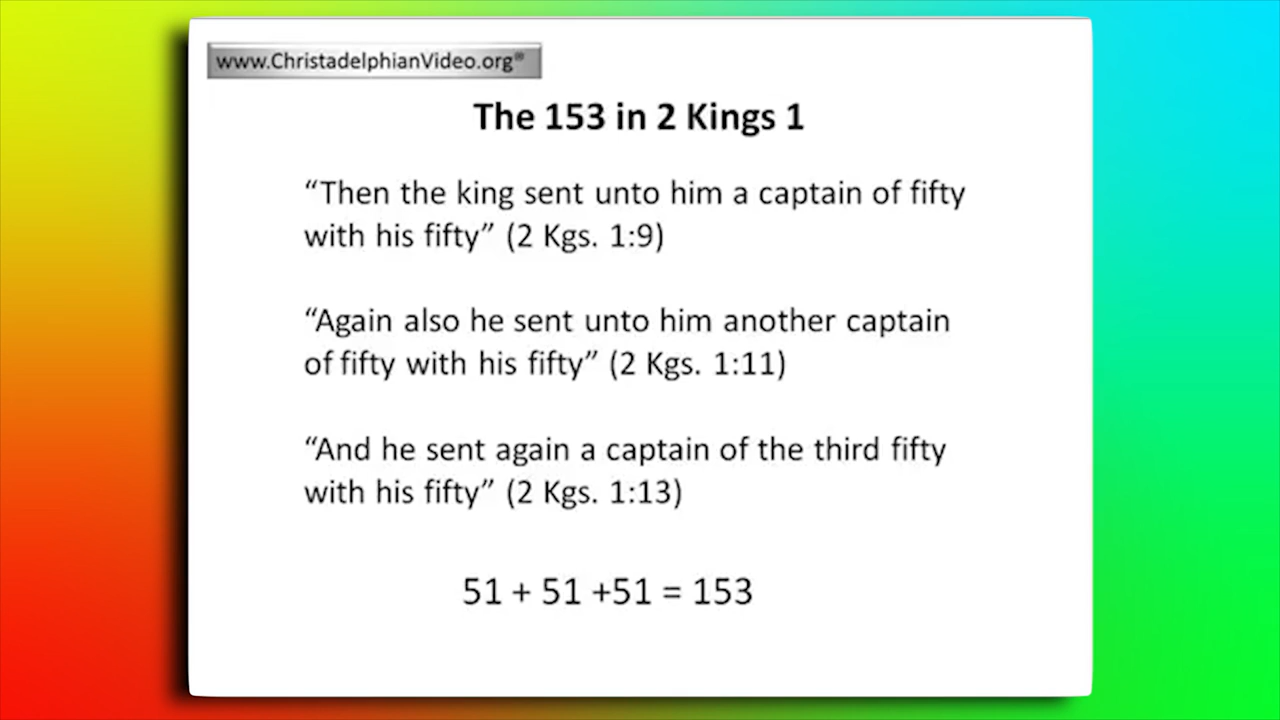 www.ChristadelphianVideo.org®
The 153 in 2 Kings 1
“Then the king sent unto him a captain of fifty
with his fifty” (2 Kgs. 1:9)
“Again also he sent unto him another captain
of fifty with his fifty” (2 Kgs. 1:11)
“And he sent again a captain of the third fifty
with his fifty” (2 Kgs. 1:13)
51 + 51 +51 = 153